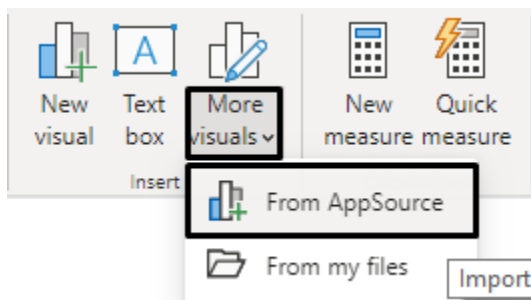 A
New Text More New Quick
visual box visuals measure measure
Insert
From AppSource
From my files
Import